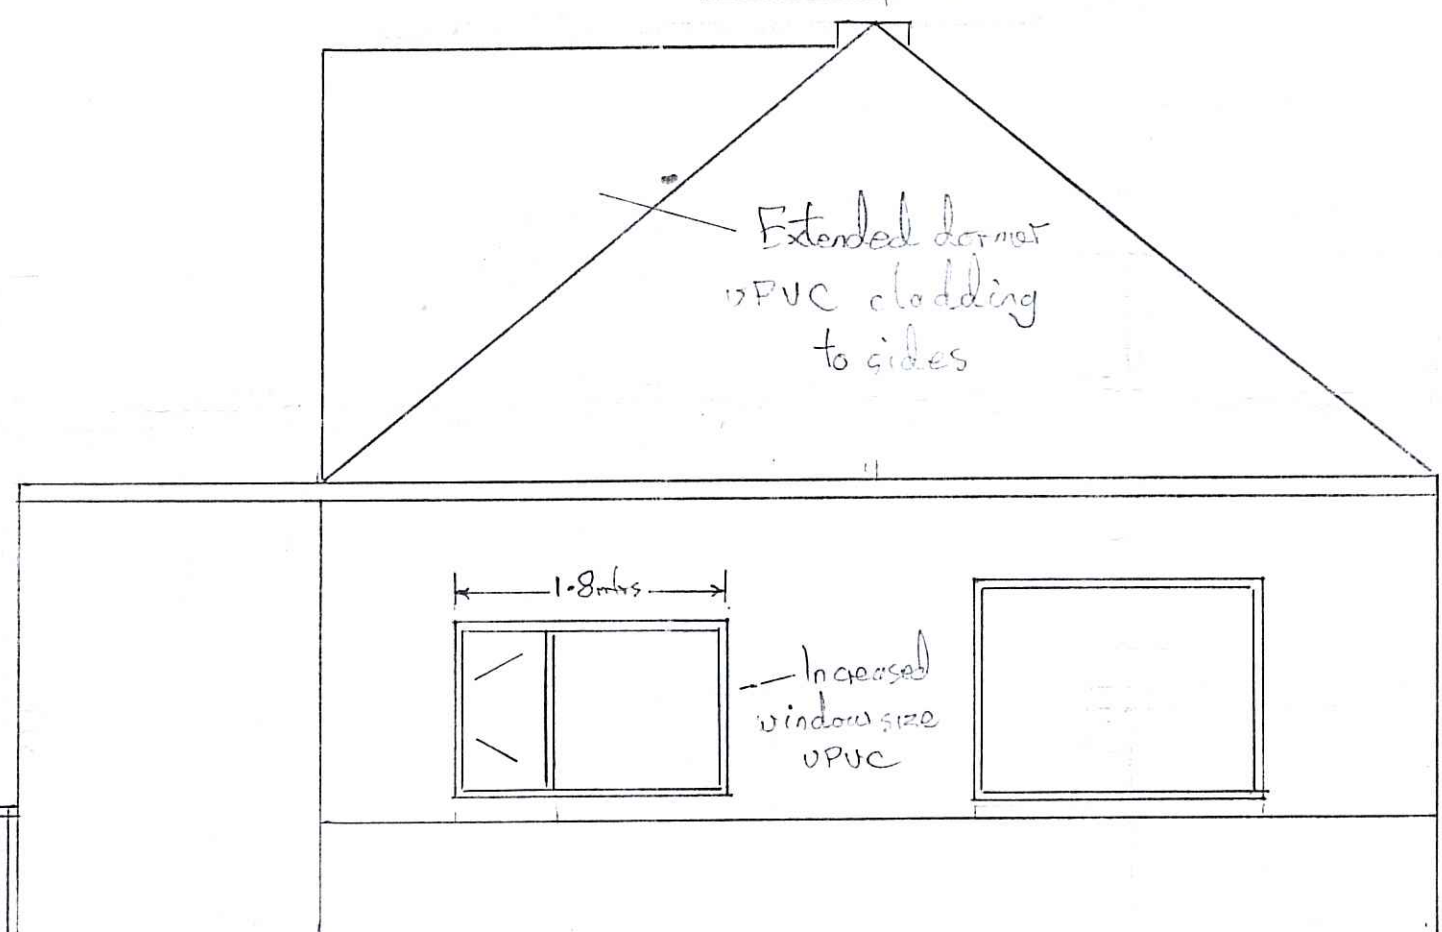 Extended dormer
uPVC cladding
to sides
1.8mtrs
Increased
window size
uPVC